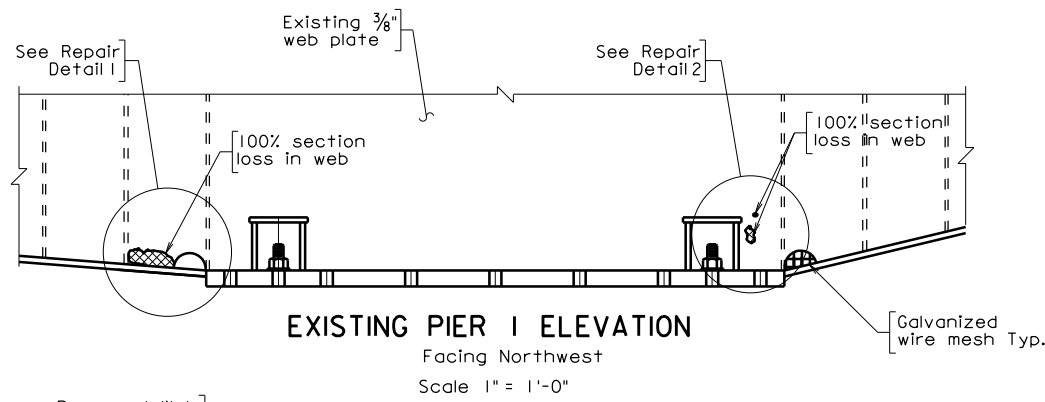 Existing 3/8"
web plate
See Repair
Detail 1
See Repair
Detail 2
100% section
loss in web
100% section
loss in web
EXISTING PIER 1 ELEVATION
Facing Northwest
Scale 1" = 1'-0"
Galvanized
wire mesh Typ.